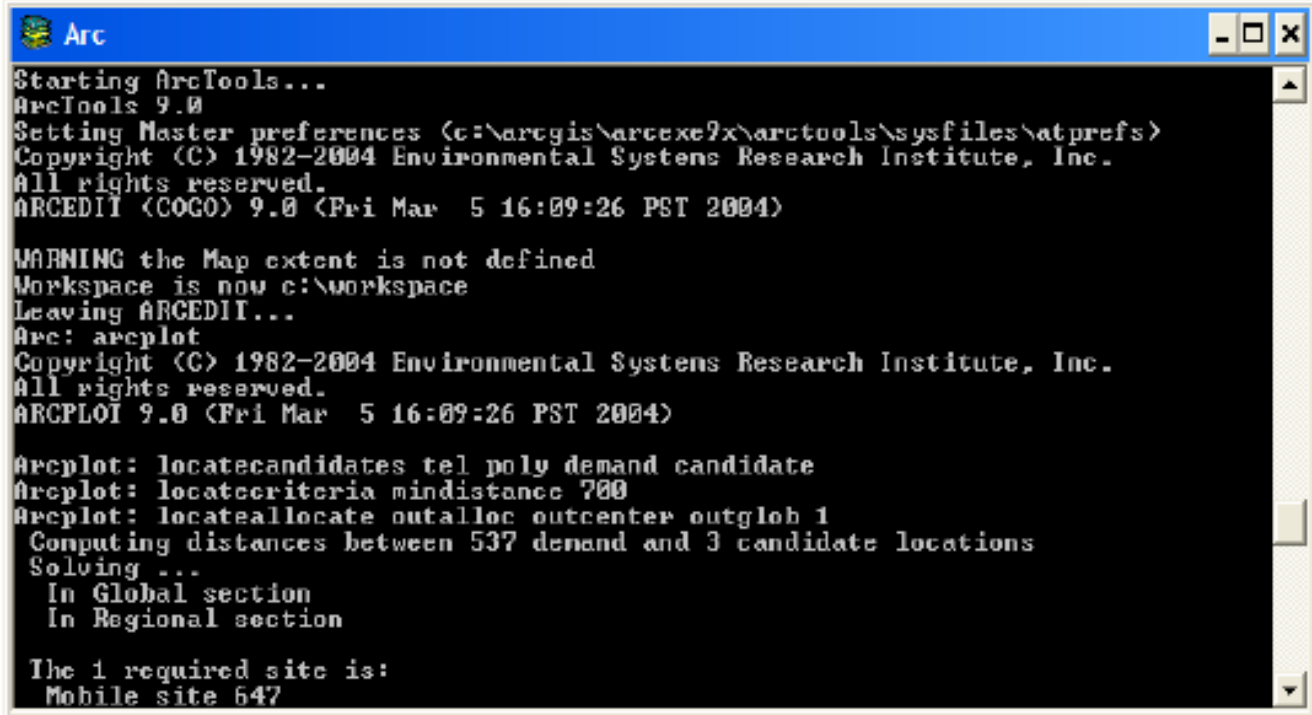 Arc
Starting ArcTools...
ArcTools 9.0
Setting Master preferences (c:\arcgis\arcexe9x\arctools\sysfiles\atprefs)
Copyright (C) 1982-2004 Environmental Systems Research Institute, Inc.
All rights reserved.
ARCEDIT (COGO) 9.0 (Fri Mar  5 16:09:26 PST 2004)
WARNING the Map extent is not defined
Workspace is now c:\workspace
Leaving ARCEDIT...
Arc: arcplot
Copyright (C) 1982-2004 Environmental Systems Research Institute, Inc.
All rights reserved.
ARCPLOT 9.0 (Fri Mar  5 16:09:26 PST 2004)
Arcplot: locatecandidates tel poly demand candidate
Arcplot: locatecriteria mindistance 700
Arcplot: locateallocate outalloc outcenter outglob 1
Computing distances between 537 demand and 3 candidate locations
Solving ...
In Global section
In Regional section
The 1 required site is:
Mobile site 647